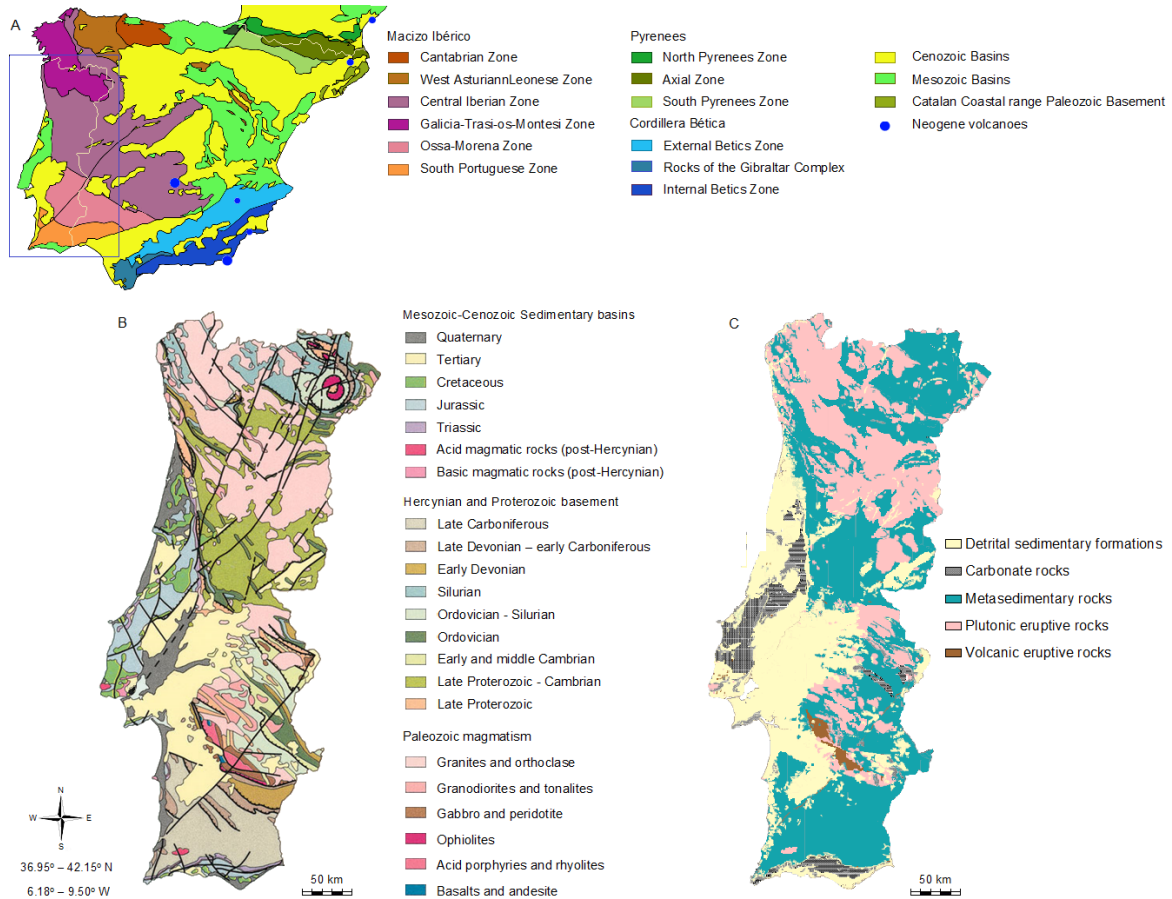 A
Macizo Ibérico
Cantabrian Zone
West AsturiannLeonese Zone
Central Iberian Zone
Galicia-Trasi-os-Montesi Zone
Ossa-Morena Zone
South Portuguese Zone
Pyrenees
North Pyrenees Zone
Axial Zone
South Pyrenees Zone
Cordillera Bética
External Betics Zone
Rocks of the Gibraltar Complex
Internal Betics Zone
Cenozoic Basins
Mesozoic Basins
Catalan Coastal range Paleozoic Basement
Neogene volcanoes
B
Mesozoic-Cenozoic Sedimentary basins
Quaternary
Tertiary
Cretaceous
Jurassic
Triassic
Acid magmatic rocks (post-Hercynian)
Basic magmatic rocks (post-Hercynian)
Hercynian and Proterozoic basement
Late Carboniferous
Late Devonian – early Carboniferous
Early Devonian
Silurian
Ordovician - Silurian
Ordovician
Early and middle Cambrian
Late Proterozoic - Cambrian
Late Proterozoic
Paleozoic magmatism
Granites and orthoclase
Granodiorites and tonalites
Gabbro and peridotite
Ophiolites
Acid porphyries and rhyolites
Basalts and andesite
N
W E
S
36.95º – 42.15º N
6.18º – 9.50º W
50 km
C
Detrital sedimentary formations
Carbonate rocks
Metasedimentary rocks
Plutonic eruptive rocks
Volcanic eruptive rocks
50 km